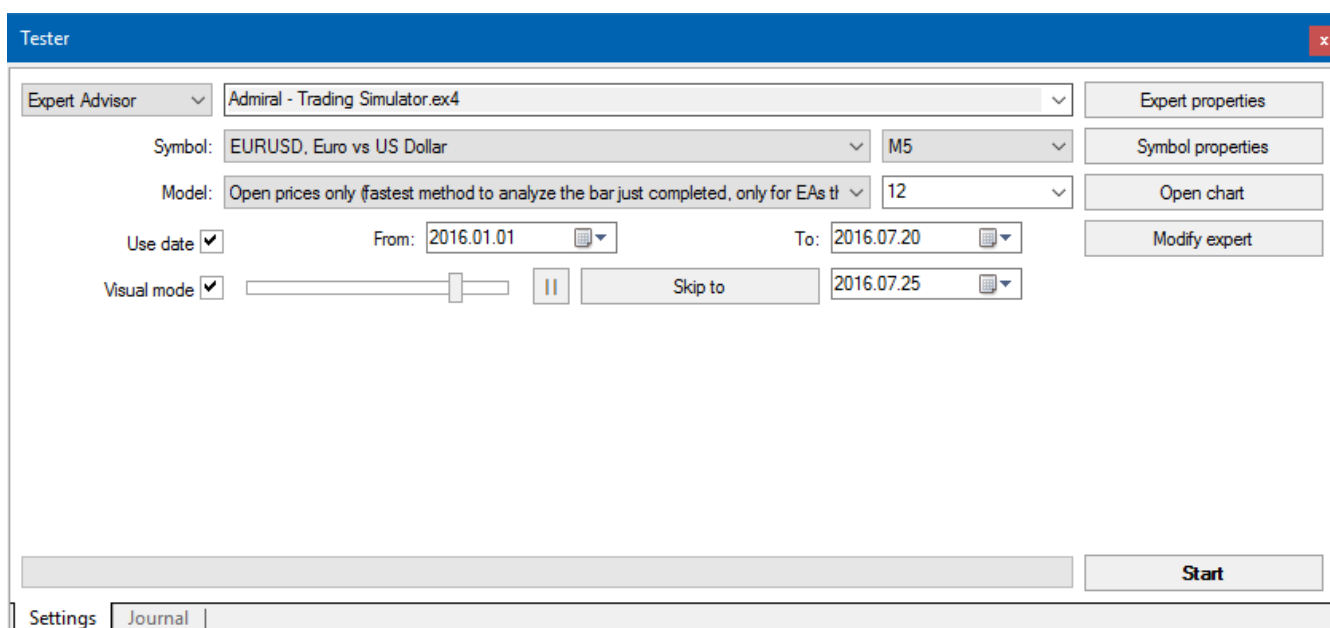 Tester
x
Expert Advisor Admiral - Trading Simulator.ex4 Expert properties
Symbol: EURUSD, Euro vs US Dollar M5 Symbol properties
Model: Open prices only (fastest method to analyze the bar just completed, only for EAs th 12 Open chart
Use date From: 2016.01.01 To: 2016.07.20 Modify expert
Visual mode Skip to 2016.07.25
Start
Settings Journal